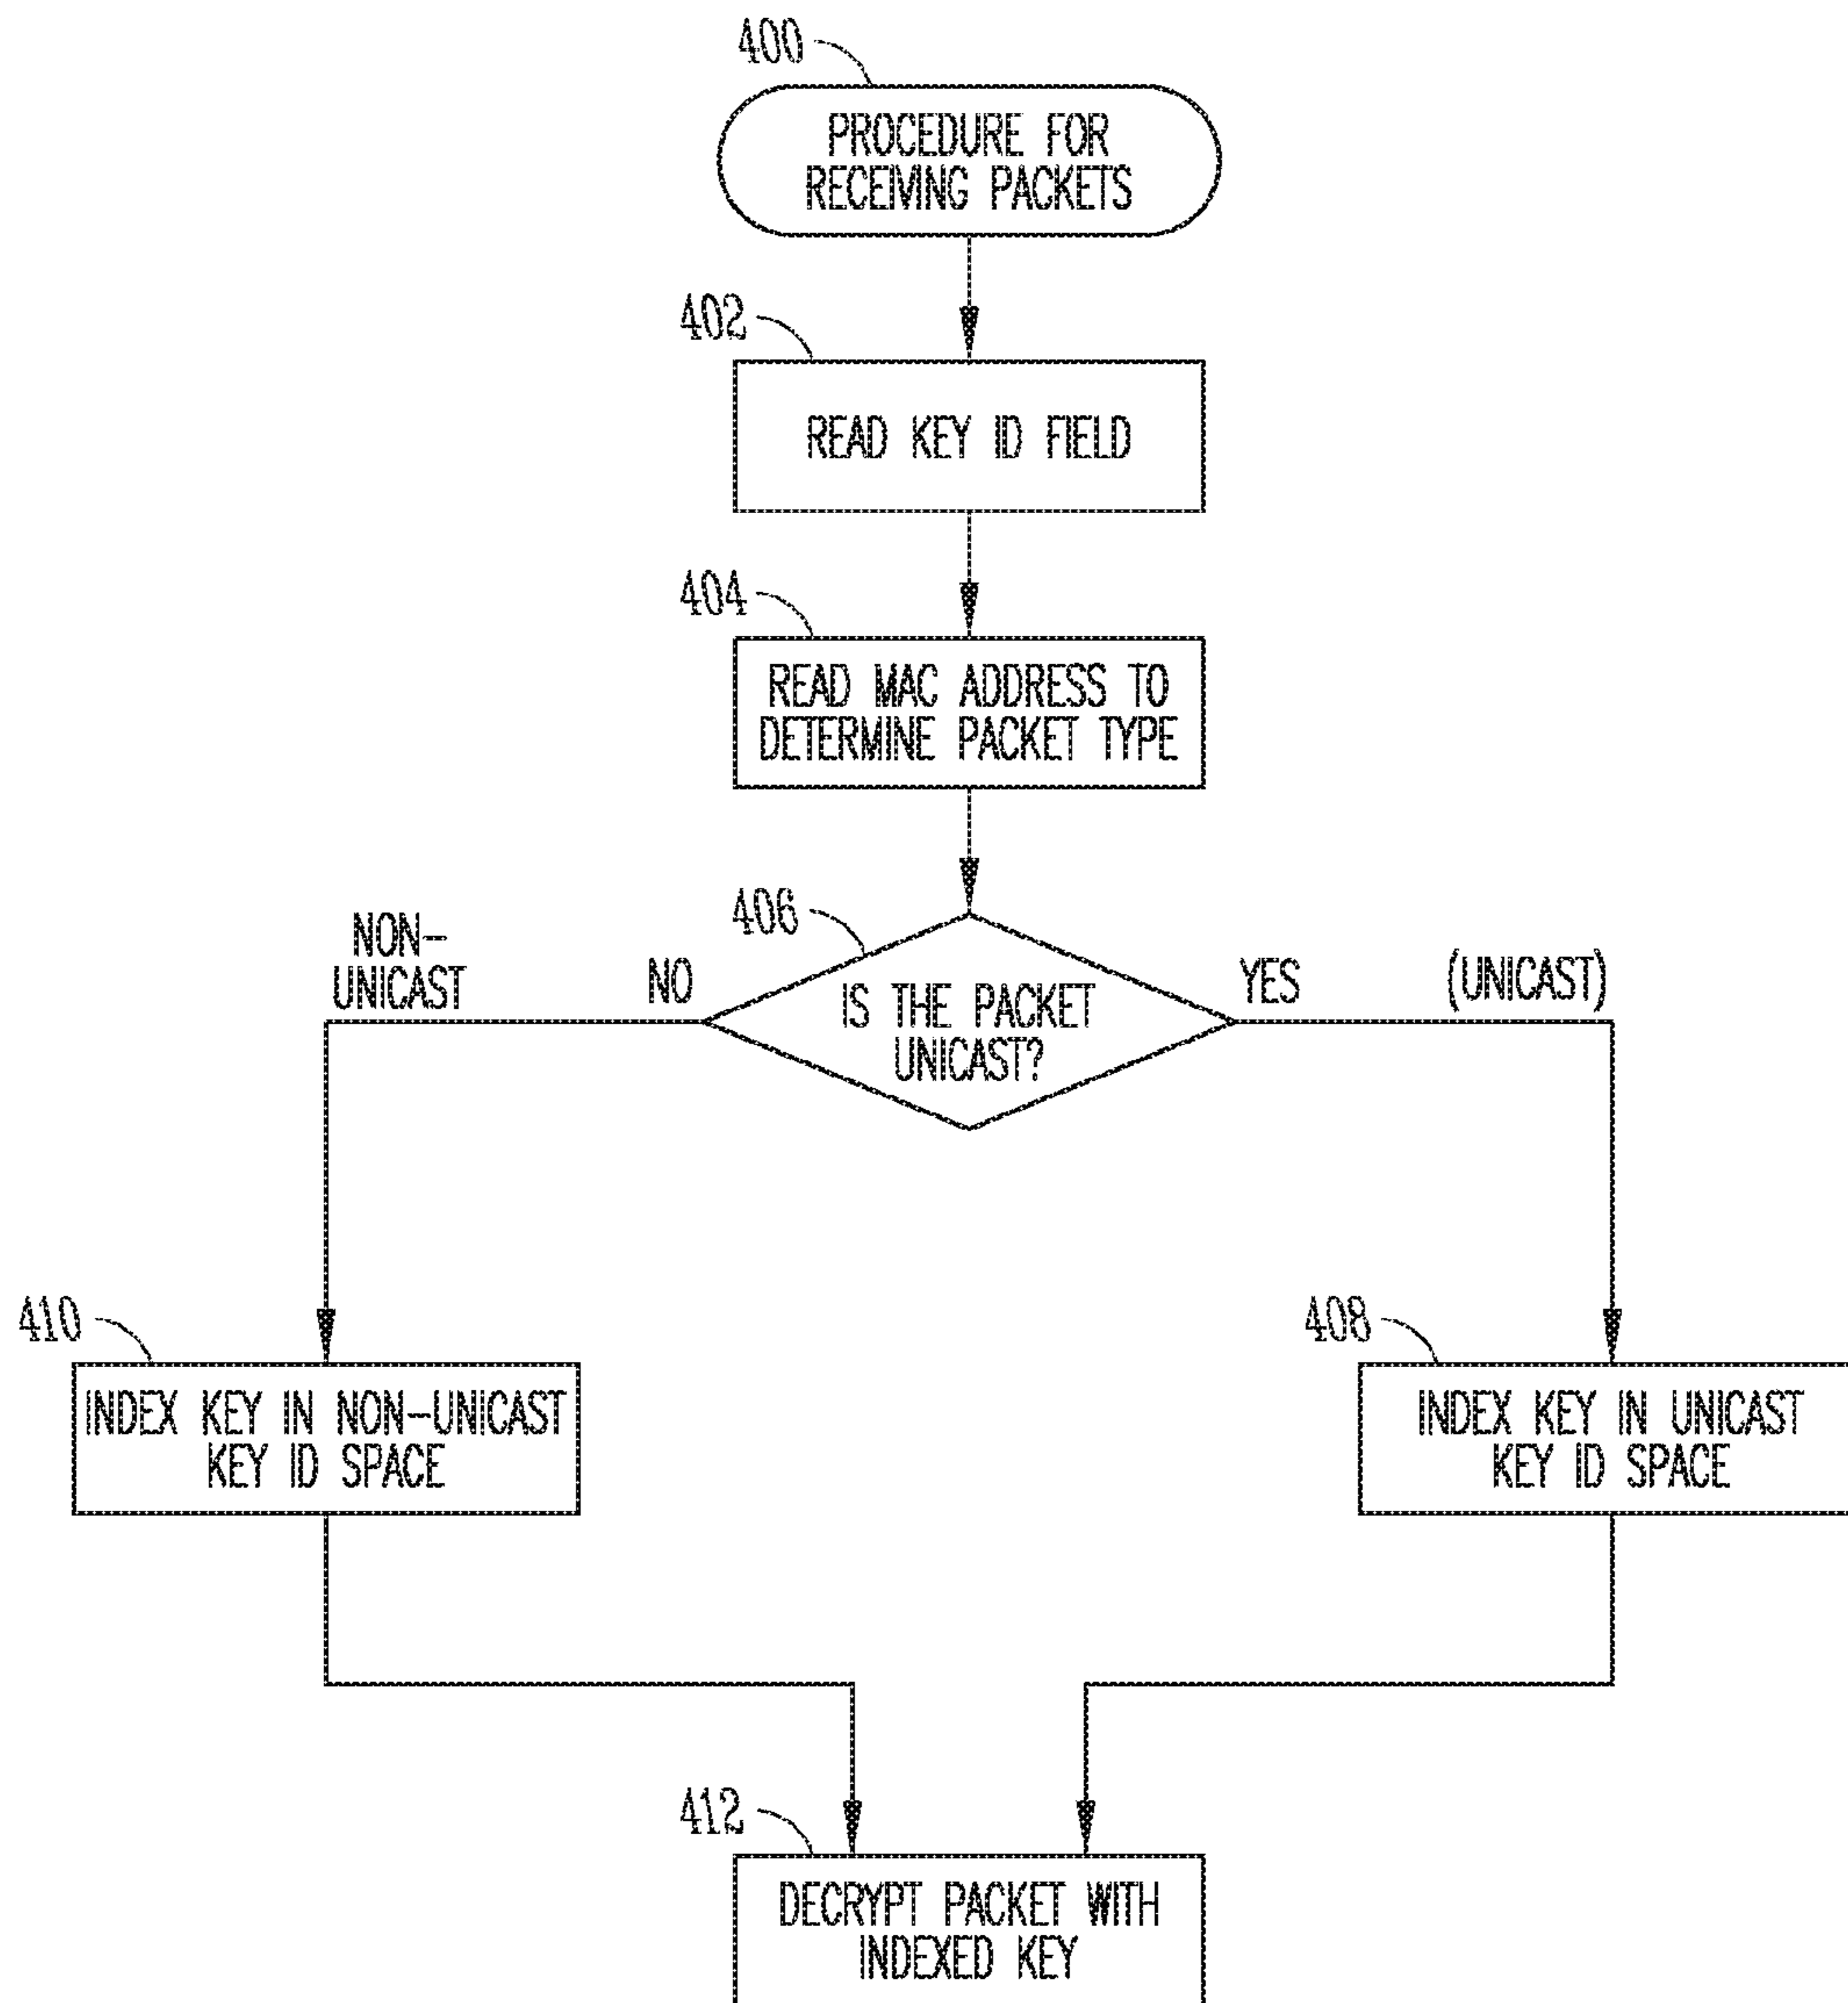 400
PROCEDURE FOR
RECEIVING PACKETS
402
READ KEY ID FIELD
404
READ MAC ADDRESS TO
DETERMINE PACKET TYPE
406
NON-
UNICAST
NO
IS THE PACKET
UNICAST?
YES
(UNICAST)
410
INDEX KEY IN NON-UNICAST
KEY ID SPACE
408
INDEX KEY IN UNICAST
KEY ID SPACE
412
DECRYPT PACKET WITH
INDEXED KEY